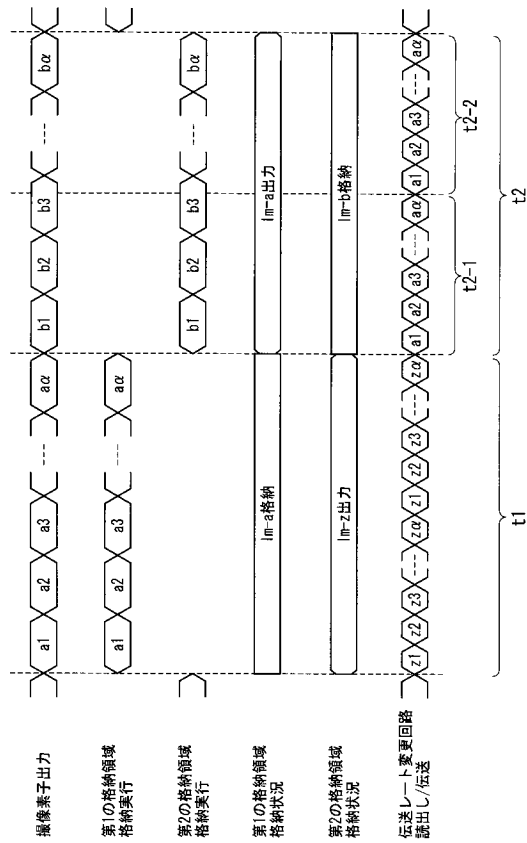 撮像素子出力
a1 a2 a3 --- aα b1 b2 b3 --- bα
第1の格納領域
格納実行
a1 a2 a3 --- aα
第2の格納領域
格納実行
b1 b2 b3 --- bα
第1の格納領域
格納状況
Im-a格納 Im-a出力
第2の格納領域
格納状況
Im-z出力 Im-b格納
伝送レート変更回路
読出し/伝送
z1 z2 z3 --- zα z1 z2 z3 --- zα a1 a2 a3 --- aα a1 a2 a3 --- aα
t2-1 t2-2
t1 t2